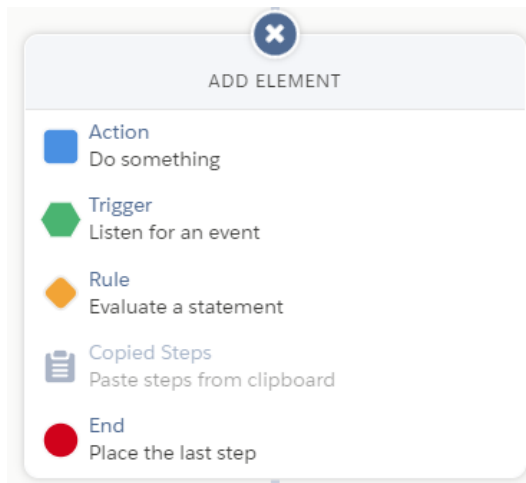 ADD ELEMENT
Action
Do something
Trigger
Listen for an event
Rule
Evaluate a statement
Copied Steps
Paste steps from clipboard
End
Place the last step